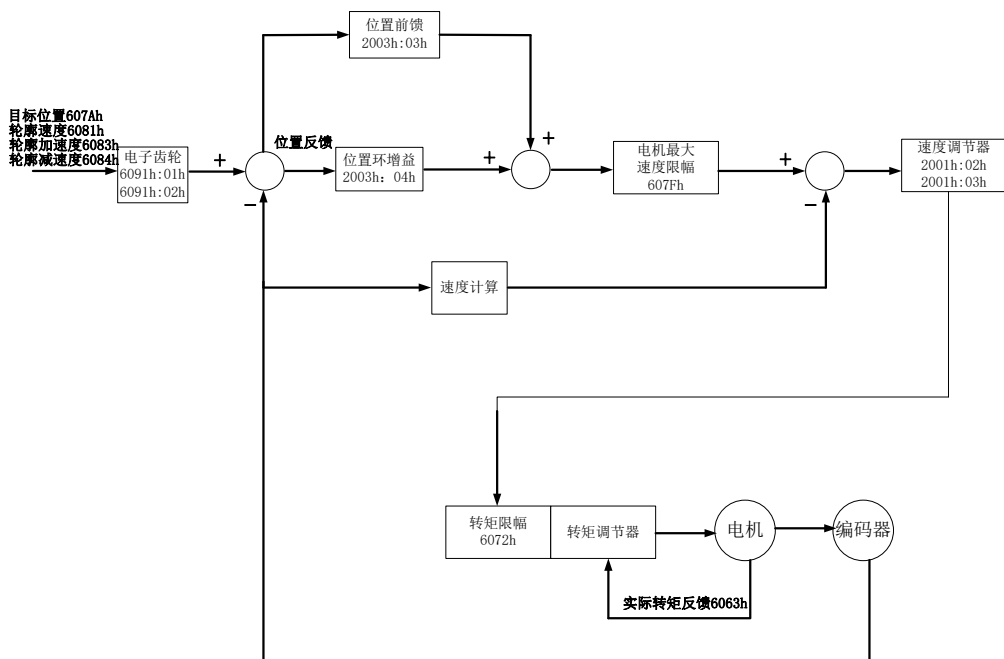 位置前馈
2003h:03h
目标位置607Ah
轮廓速度6081h
轮廓加速度6083h
轮廓减速度6084h
电子齿轮
6091h:01h
6091h:02h
+
−
位置反馈
位置环增益
2003h：04h
+
+
电机最大
速度限幅
607Fh
+
−
速度调节器
2001h:02h
2001h:03h
速度计算
转矩限幅
6072h
转矩调节器
电机
编码器
实际转矩反馈6063h